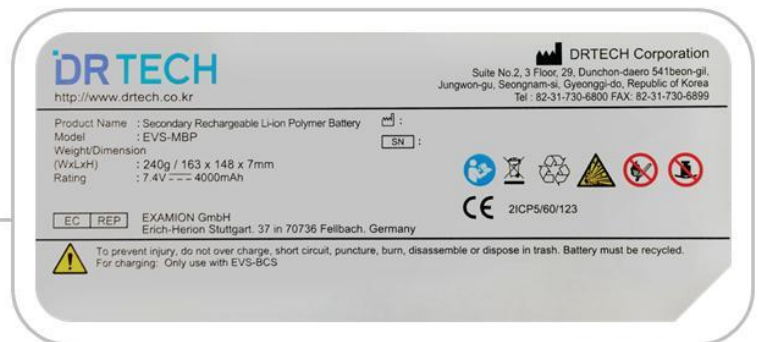 DRTECH
http://www.drtech.co.kr
DRTECH Corporation
Suite No.2, 3 Floor, 29, Dunchon-daero 541beon-gil,
Jungwon-gu, Seongnam-si, Gyeonggi-do, Republic of Korea
Tel : 82-31-730-6800 FAX: 82-31-730-6899
Product Name : Secondary Rechargeable Li-ion Polymer Battery
Model : EVS-MBP
Weight/Dimension
(WxLxH) : 240g / 163 x 148 x 7mm
Rating : 7.4V 4000mAh
:
SN :
EC REP EXAMION GmbH
Erich-Herion Stuttgart. 37 in 70736 Fellbach. Germany
CE 2ICP5/60/123
To prevent injury, do not over charge, short circuit, puncture, burn, disassemble or dispose in trash. Battery must be recycled.
For charging: Only use with EVS-BCS